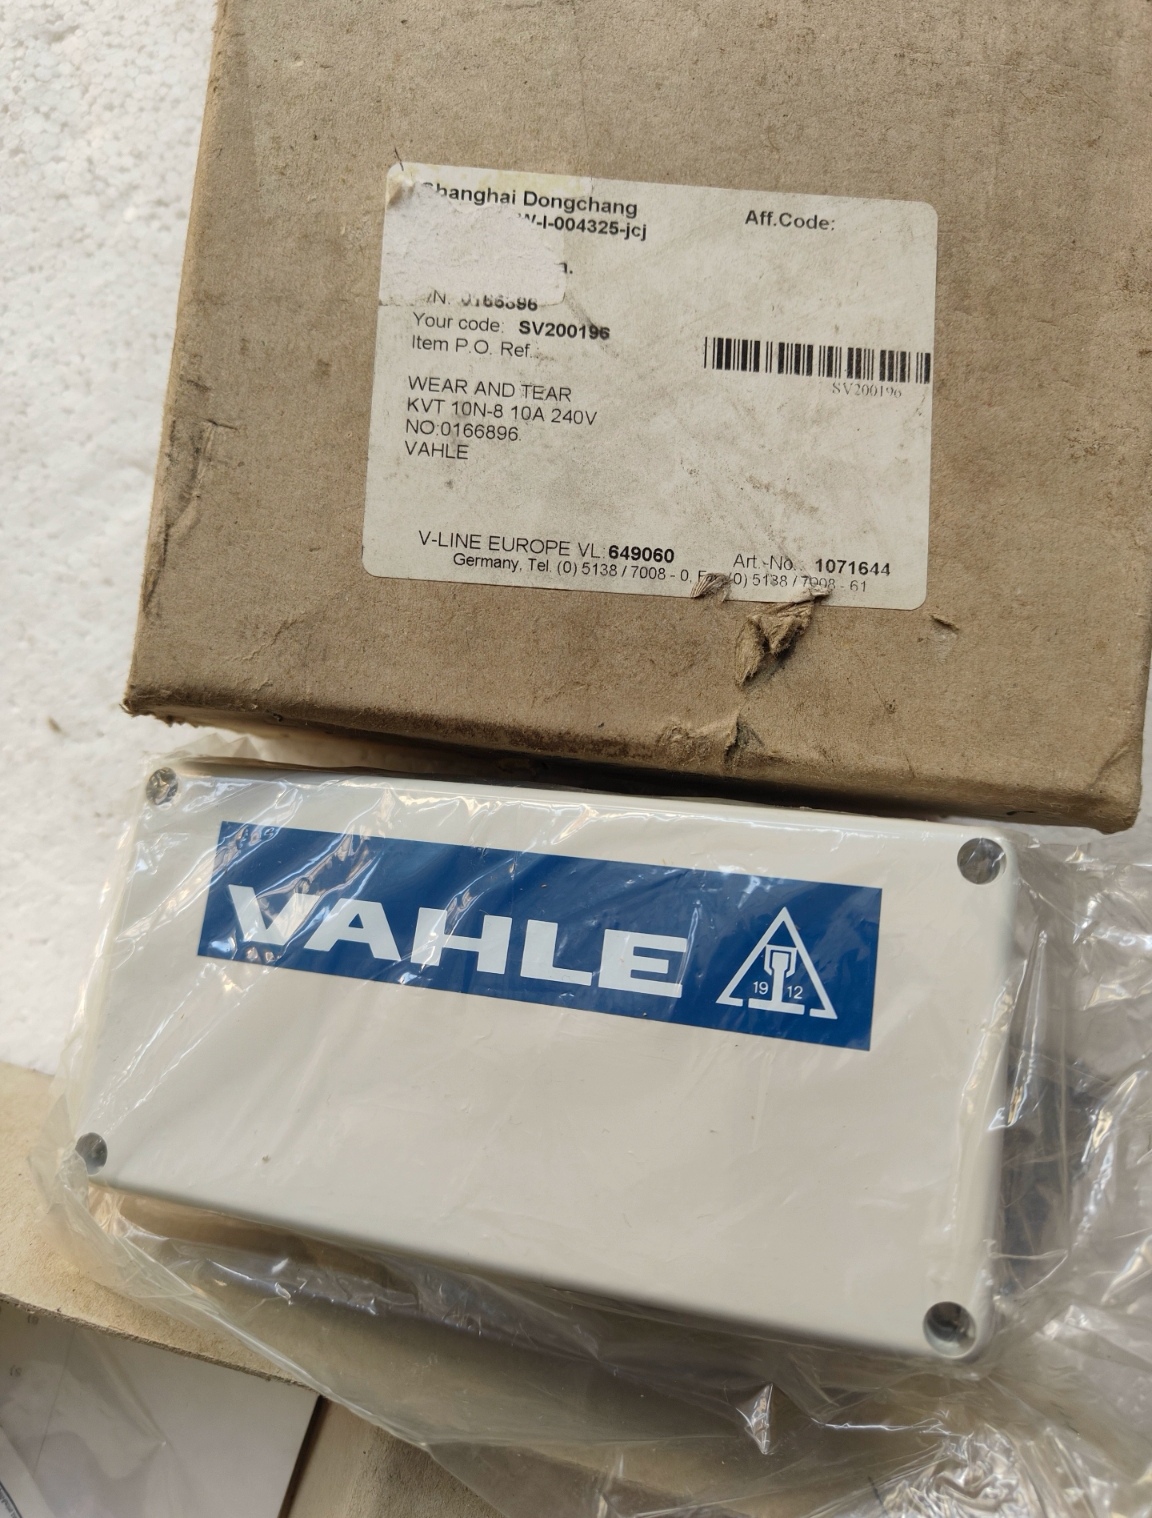 Shanghai Dongchang
W-I-004325-jcj
Aff.Code:
0166896
Your code: SV200196
Item P.O. Ref.:
SV200196
WEAR AND TEAR
KVT 10N-8 10A 240V
NO:0166896.
VAHLE
V-LINE EUROPE VL:649060
Art.-No.: 1071644
Germany, Tel. (0) 5138 / 7008 - 0, Fax (0) 5138 / 7008 - 61
VAHLE
19 12